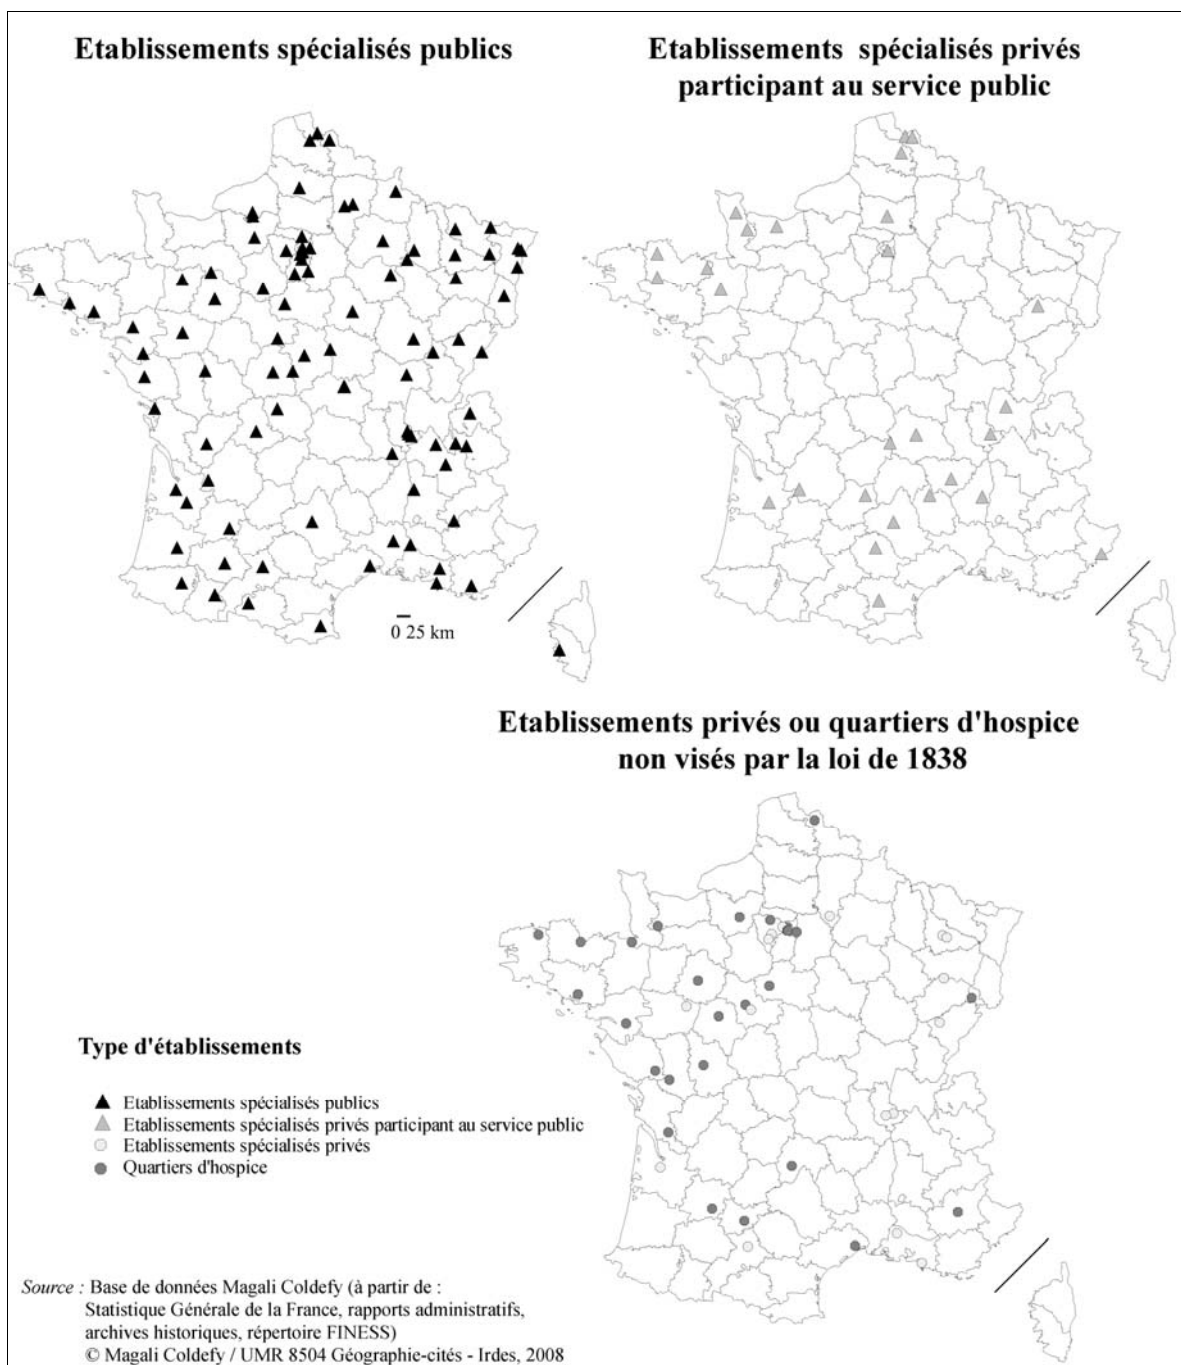 Etablissements spécialisés publics
Etablissements spécialisés privés
participant au service public
0 25 km
Etablissements privés ou quartiers d'hospice
non visés par la loi de 1838
Type d'établissements
Etablissements spécialisés publics
Etablissements spécialisés privés participant au service public
Etablissements spécialisés privés
Quartiers d'hospice
Source : Base de données Magali Coldefy (à partir de :
Statistique Générale de la France, rapports administratifs,
archives historiques, répertoire FINESS)
© Magali Coldefy / UMR 8504 Géographie-cités - Irdes, 2008